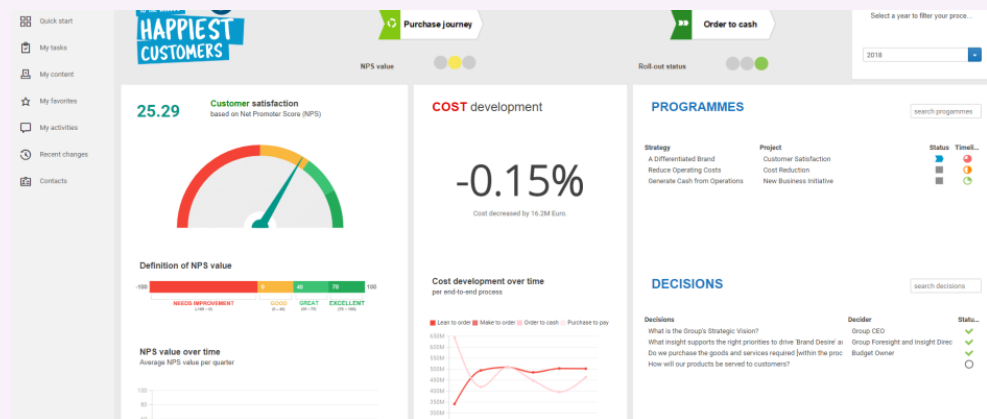 Quick start
My tasks
My content
My favorites
My activities
Recent changes
Contacts
HAPPIEST
CUSTOMERS
Purchase journey
NPS value
Order to cash
Roll-out status
Select a year to filter your proce...
2018
25.29
Customer satisfaction
based on Net Promoter Score (NPS)
Definition of NPS value
-100 0 40 70 100
NEEDS IMPROVEMENT GOOD GREAT EXCELLENT
NPS value over time
Average NPS value per quarter
100
80
COST development
-0.15%
Cost decreased by 16.2M Euro.
Cost development over time
per end-to-end process
Lean to order Make to order Order to cash Purchase to pay
650M
600M
550M
500M
450M
400M
350M
300M
PROGRAMMES
search progammes
Strategy Project Status Timeli...
A Differentiated Brand Customer Satisfaction
Reduce Operating Costs Cost Reduction
Generate Cash from Operations New Business Initiative
DECISIONS
search decisions
Decisions Decider Statu...
What is the Group's Strategic Vision? Group CEO
What insight supports the right priorities to drive 'Brand Desire' a Group Foresight and Insight Direc
Do we purchase the goods and services required [within the proc Budget Owner
How will our products be served to customers?